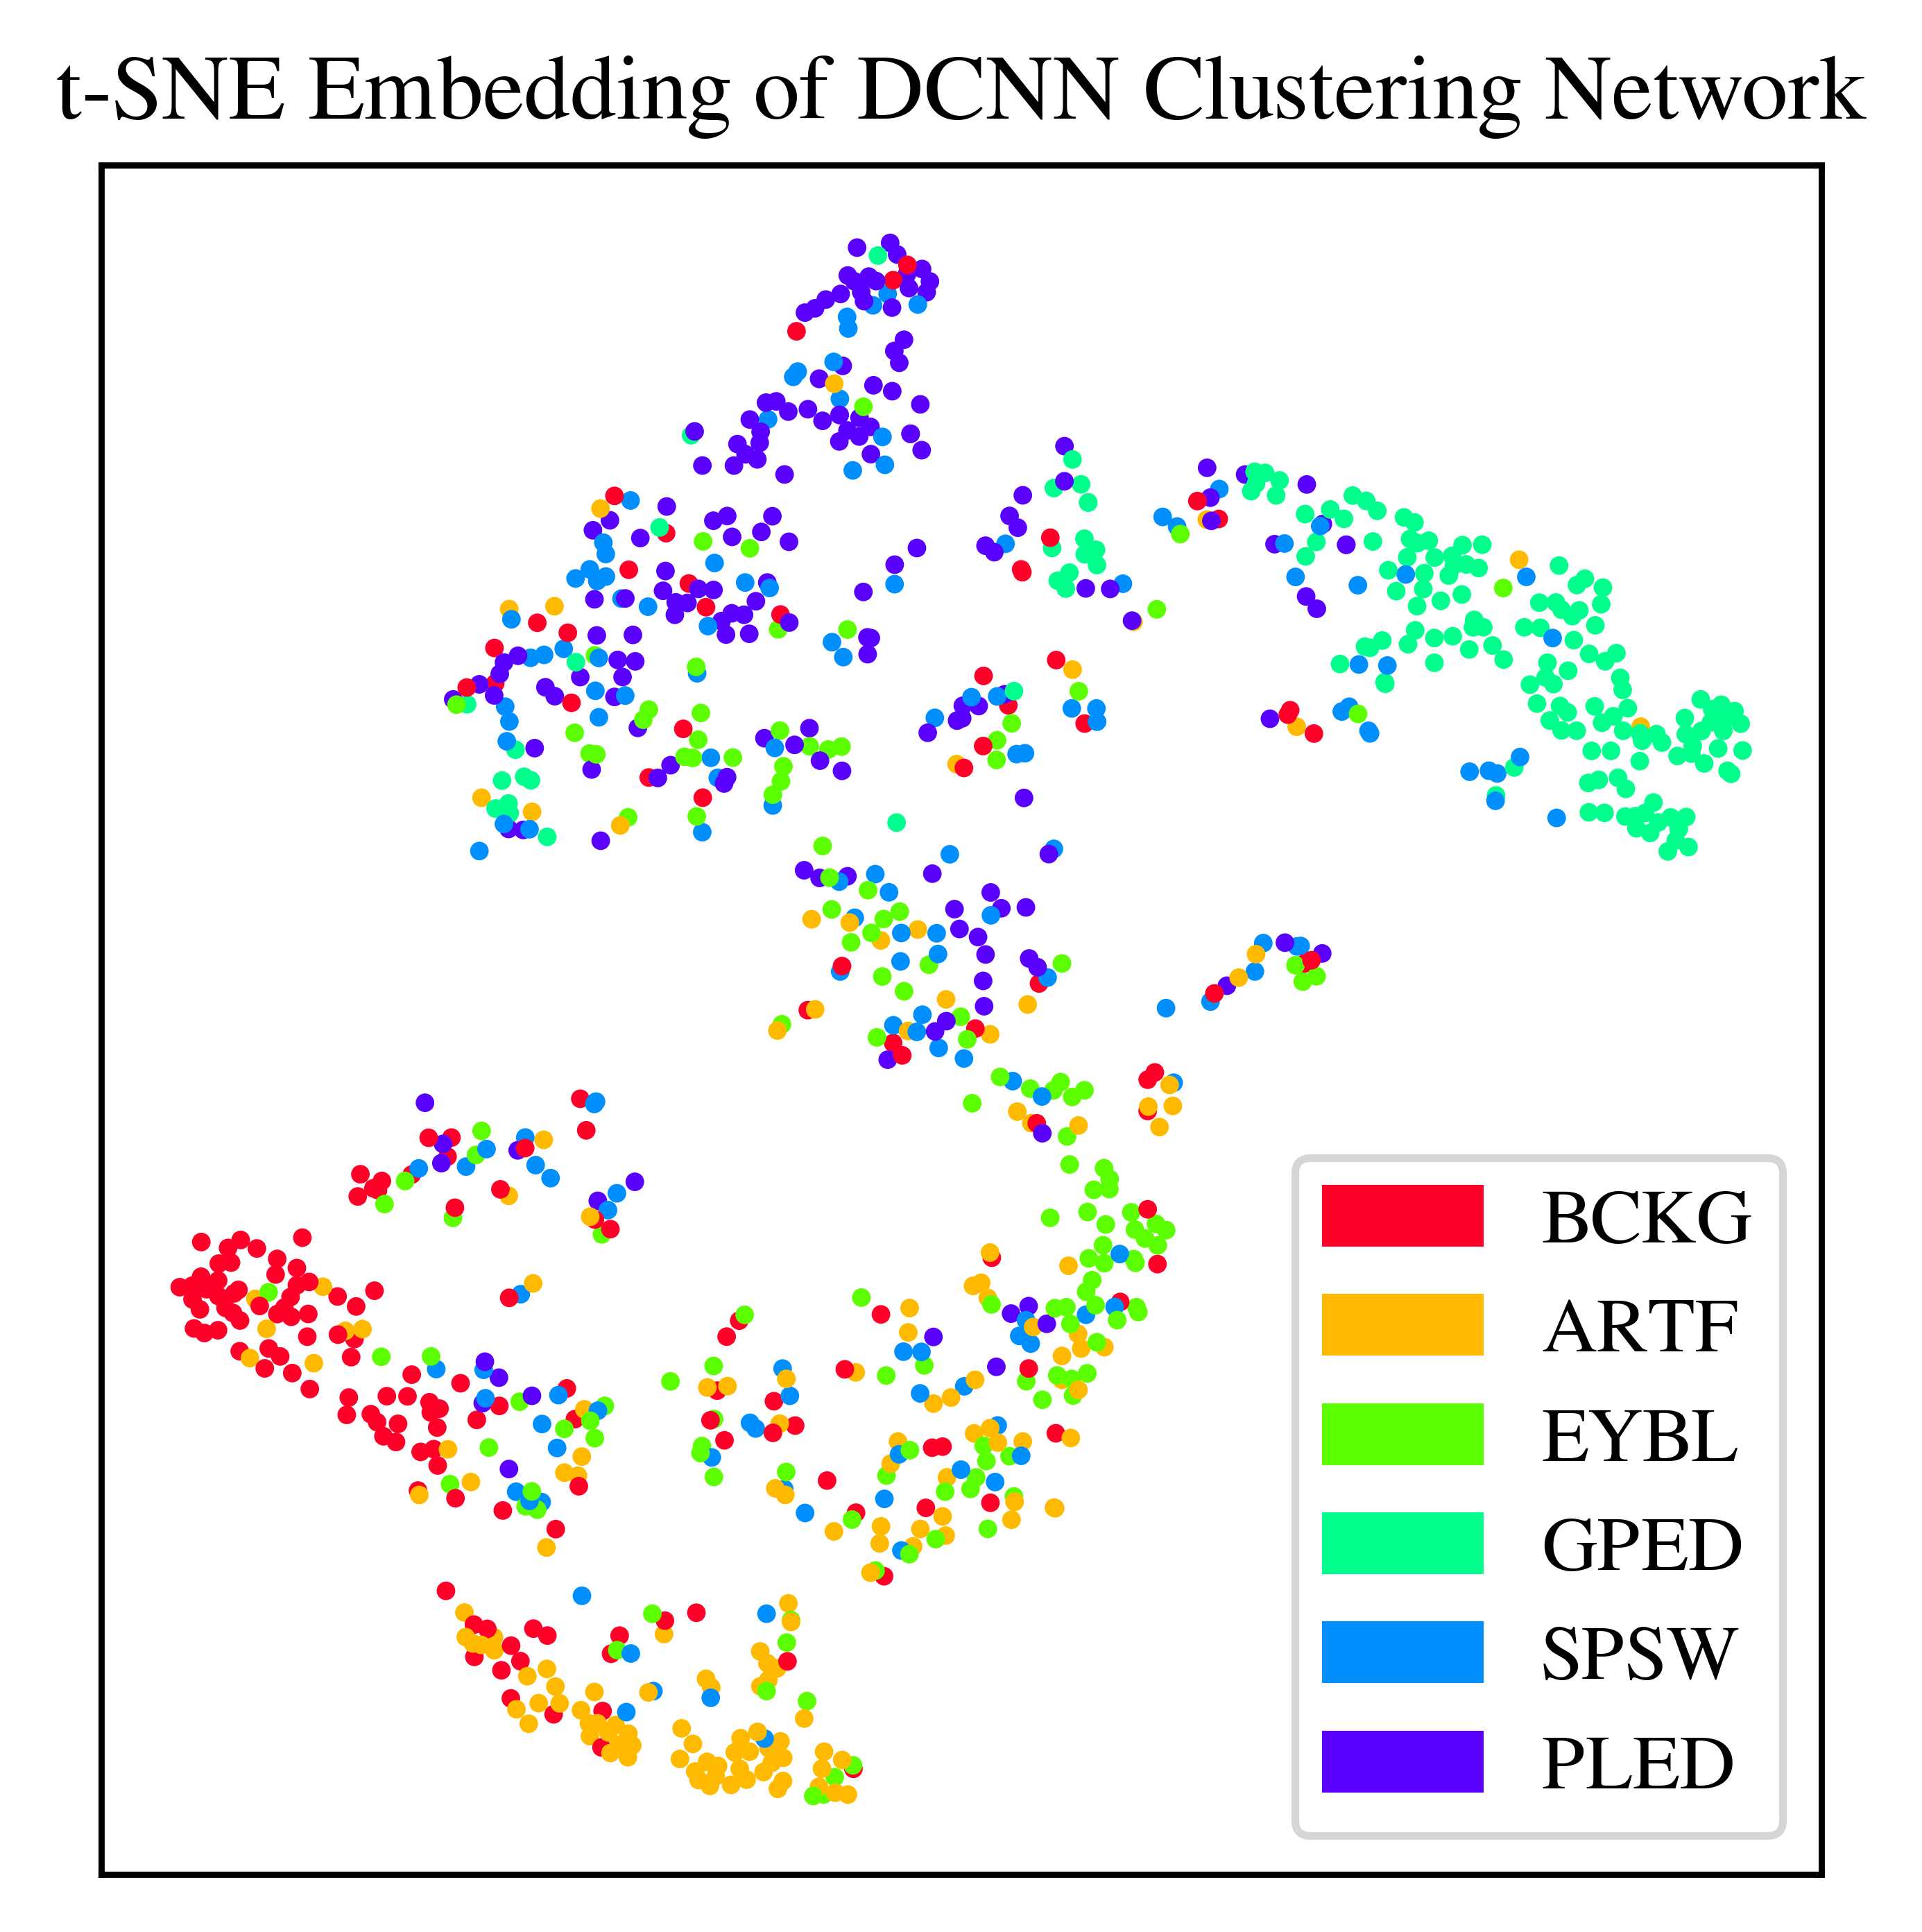 t-SNE Embedding of DCNN Clustering Network
BCKG
ARTF
EYBL
GPED
SPSW
PLED